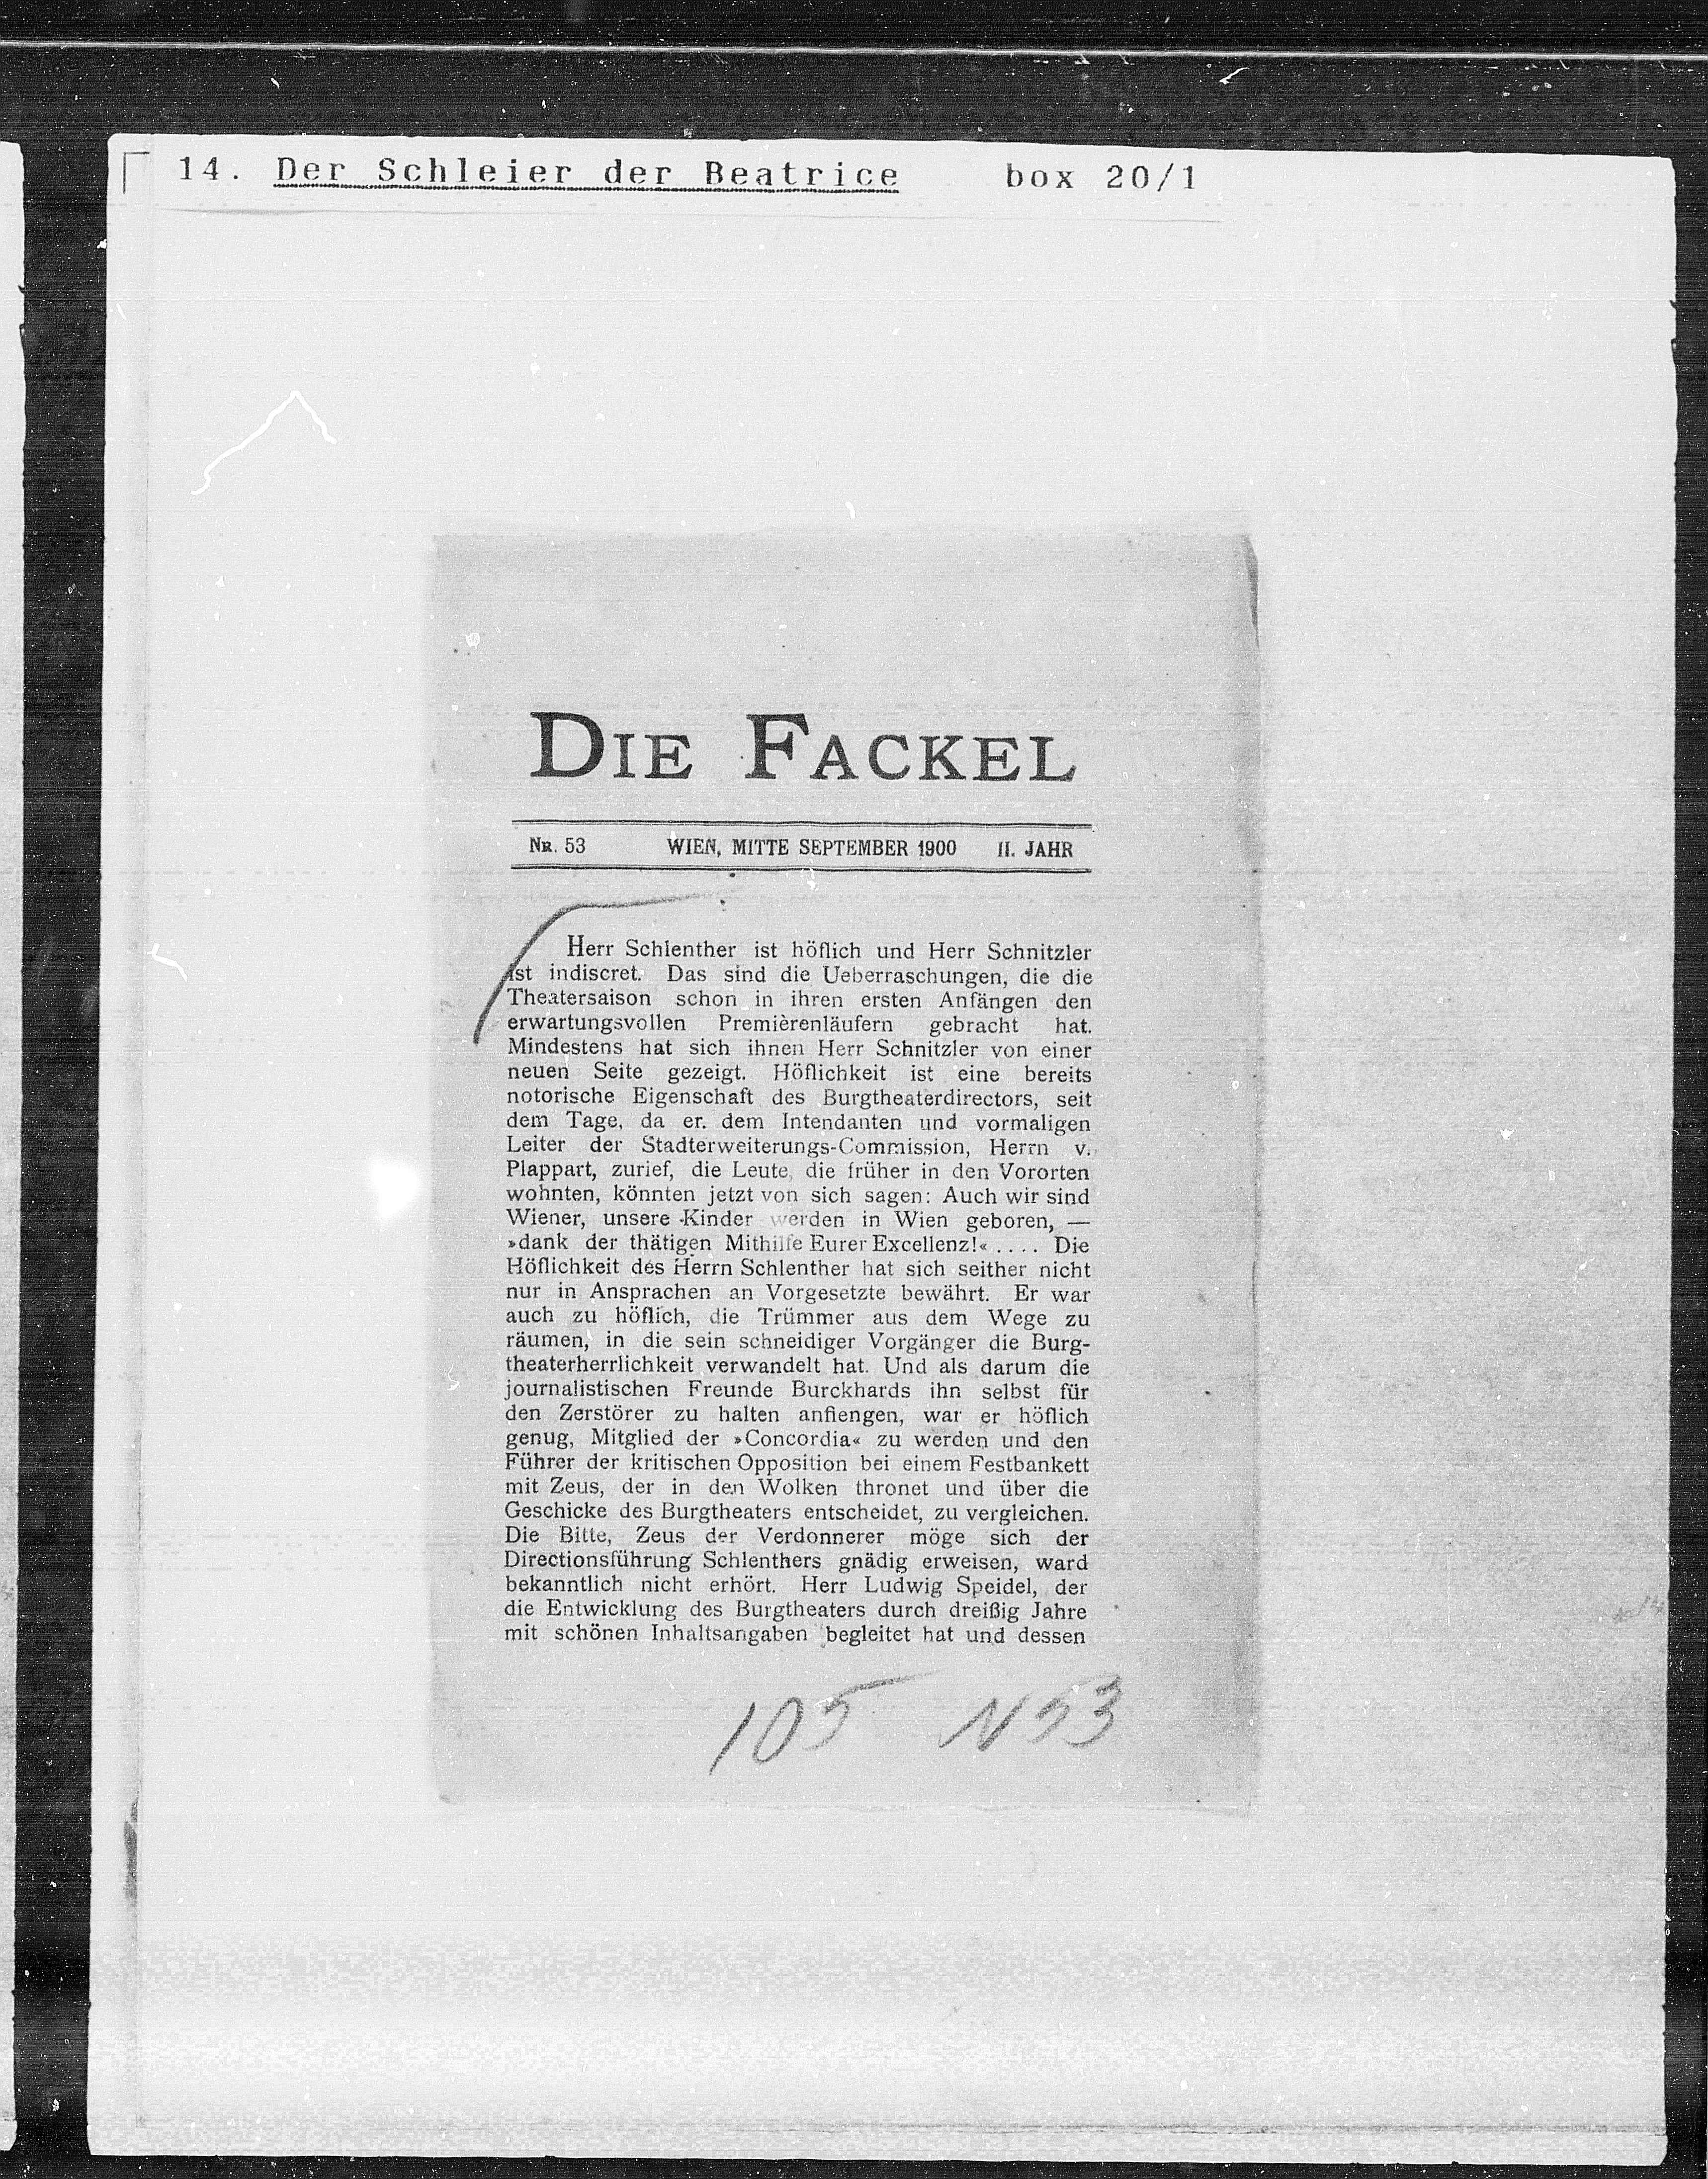 14. Der Schleier der Beatrice box 20/1
DIE FACKEL
NR. 53 WIEN, MITTE SEPTEMBER 1900 II. JAHR
Herr Schlenther ist höflich und Herr Schnitzler
ist indiscret. Das sind die Ueberraschungen, die die
Theatersaison schon in ihren ersten Anfängen den
erwartungsvollen Premièrenläufern gebracht hat.
Mindestens hat sich ihnen Herr Schnitzler von einer
neuen Seite gezeigt. Höflichkeit ist eine bereits
notorische Eigenschaft des Burgtheaterdirectors, seit
dem Tage, da er. dem Intendanten und vormaligen
Leiter der Stadterweiterungs-Commission, Herrn v.
Plappart, zurief, die Leute, die früher in den Vororten
wohnten, könnten jetzt von sich sagen: Auch wir sind
Wiener, unsere Kinder werden in Wien geboren, —
»dank der thätigen Mithilfe Eurer Excellenz!« .... Die
Höflichkeit des Herrn Schlenther hat sich seither nicht
nur in Ansprachen an Vorgesetzte bewährt. Er war
auch zu höflich, die Trümmer aus dem Wege zu
räumen, in die sein schneidiger Vorgänger die Burg-
theaterherrlichkeit verwandelt hat. Und als darum die
journalistischen Freunde Burckhards ihn selbst für
den Zerstörer zu halten anfiengen, war er höflich
genug, Mitglied der »Concordia« zu werden und den
Führer der kritischen Opposition bei einem Festbankett
mit Zeus, der in den Wolken thronet und über die
Geschicke des Burgtheaters entscheidet, zu vergleichen.
Die Bitte, Zeus der Verdonnerer möge sich der
Directionsführung Schlenthers gnädig erweisen, ward
bekanntlich nicht erhört. Herr Ludwig Speidel, der
die Entwicklung des Burgtheaters durch dreißig Jahre
mit schönen Inhaltsangaben begleitet hat und dessen
105 N 53